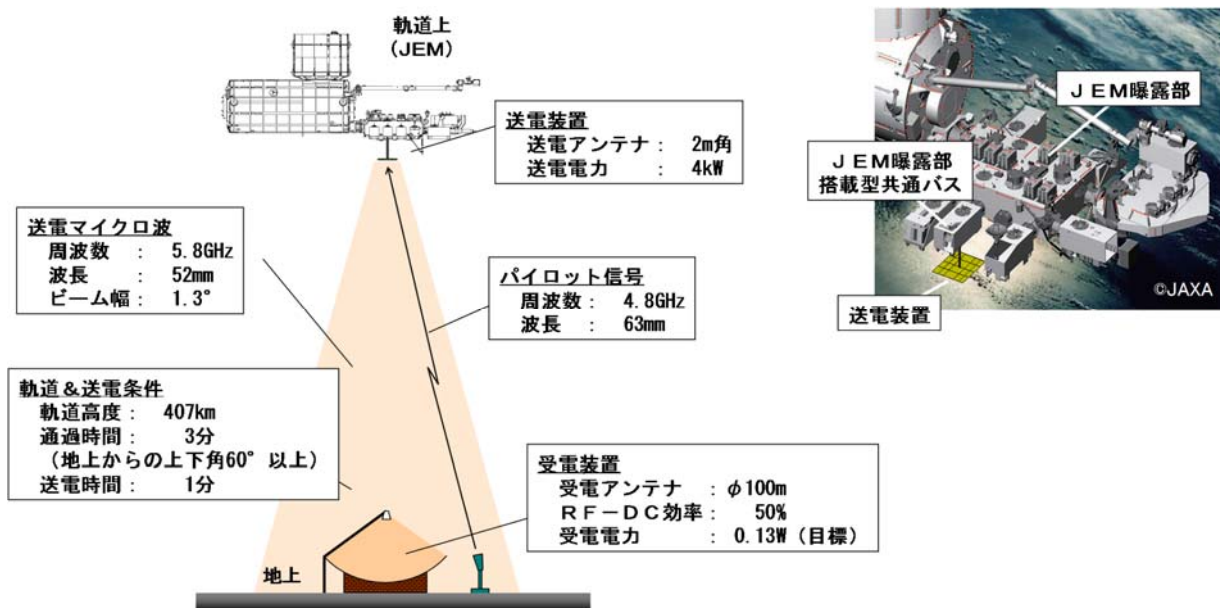 軌道上
（JEM）
送電装置
送電アンテナ： 2m角
送電電力 ： 4kW
送電マイクロ波
周波数 ： 5.8GHz
波長 ： 52mm
ビーム幅： 1.3°
パイロット信号
周波数： 4.8GHz
波長 ： 63mm
軌道＆送電条件
軌道高度： 407km
通過時間： 3分
（地上からの上下角60°以上）
送電時間： 1分
受電装置
受電アンテナ ：φ100m
ＲＦ－ＤＣ効率： 50%
受電電力 ： 0.13W（目標）
地上
ＪＥＭ曝露部
ＪＥＭ曝露部
搭載型共通バス
送電装置
©JAXA